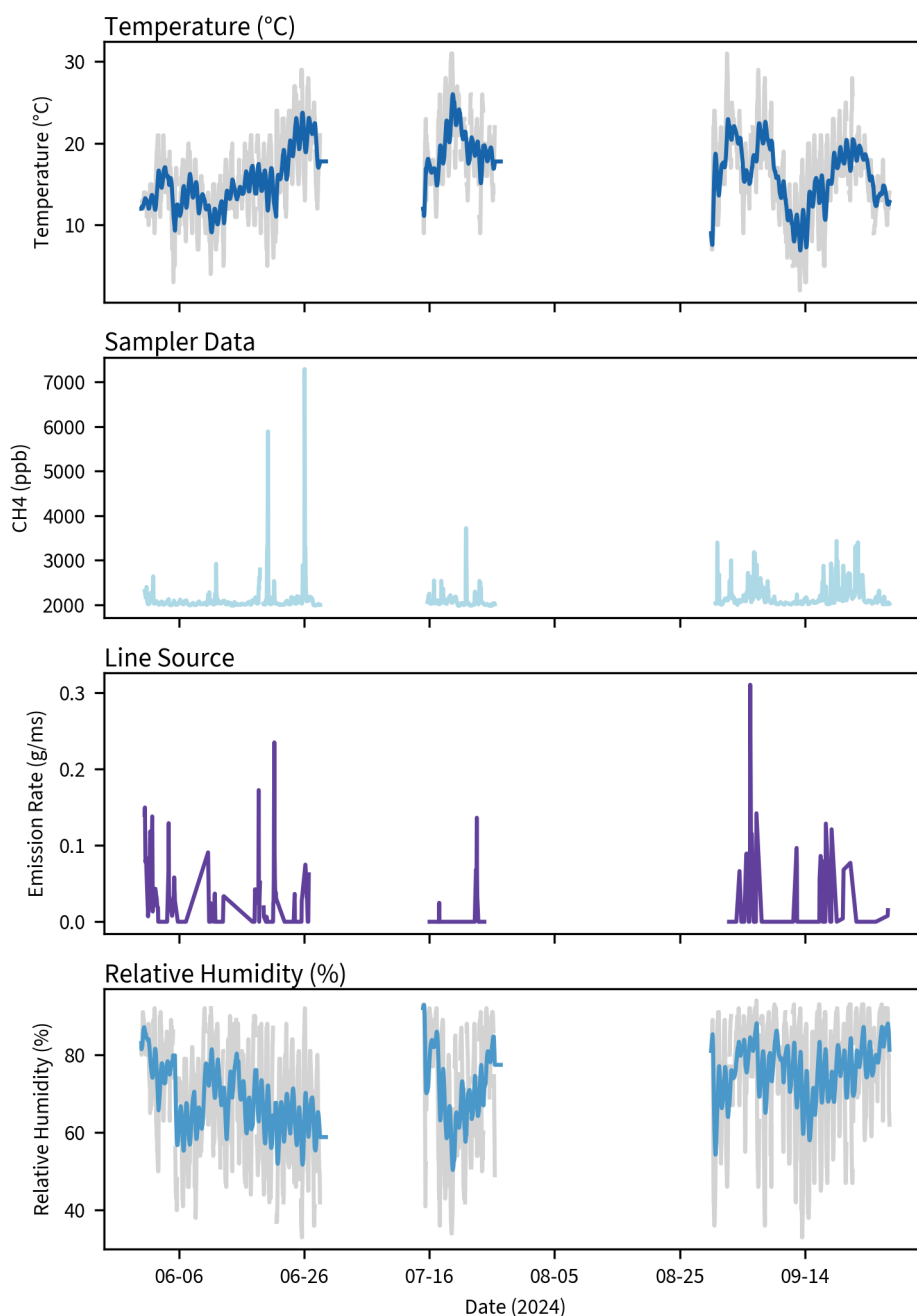 Temperature (°C)
30
20
10
Temperature (°C)
Sampler Data
7000
6000
5000
4000
3000
2000
CH4 (ppb)
Line Source
0.3
0.2
0.1
0.0
Emission Rate (g/ms)
Relative Humidity (%)
80
60
40
Relative Humidity (%)
06-06 06-26 07-16 08-05 08-25 09-14
Date (2024)